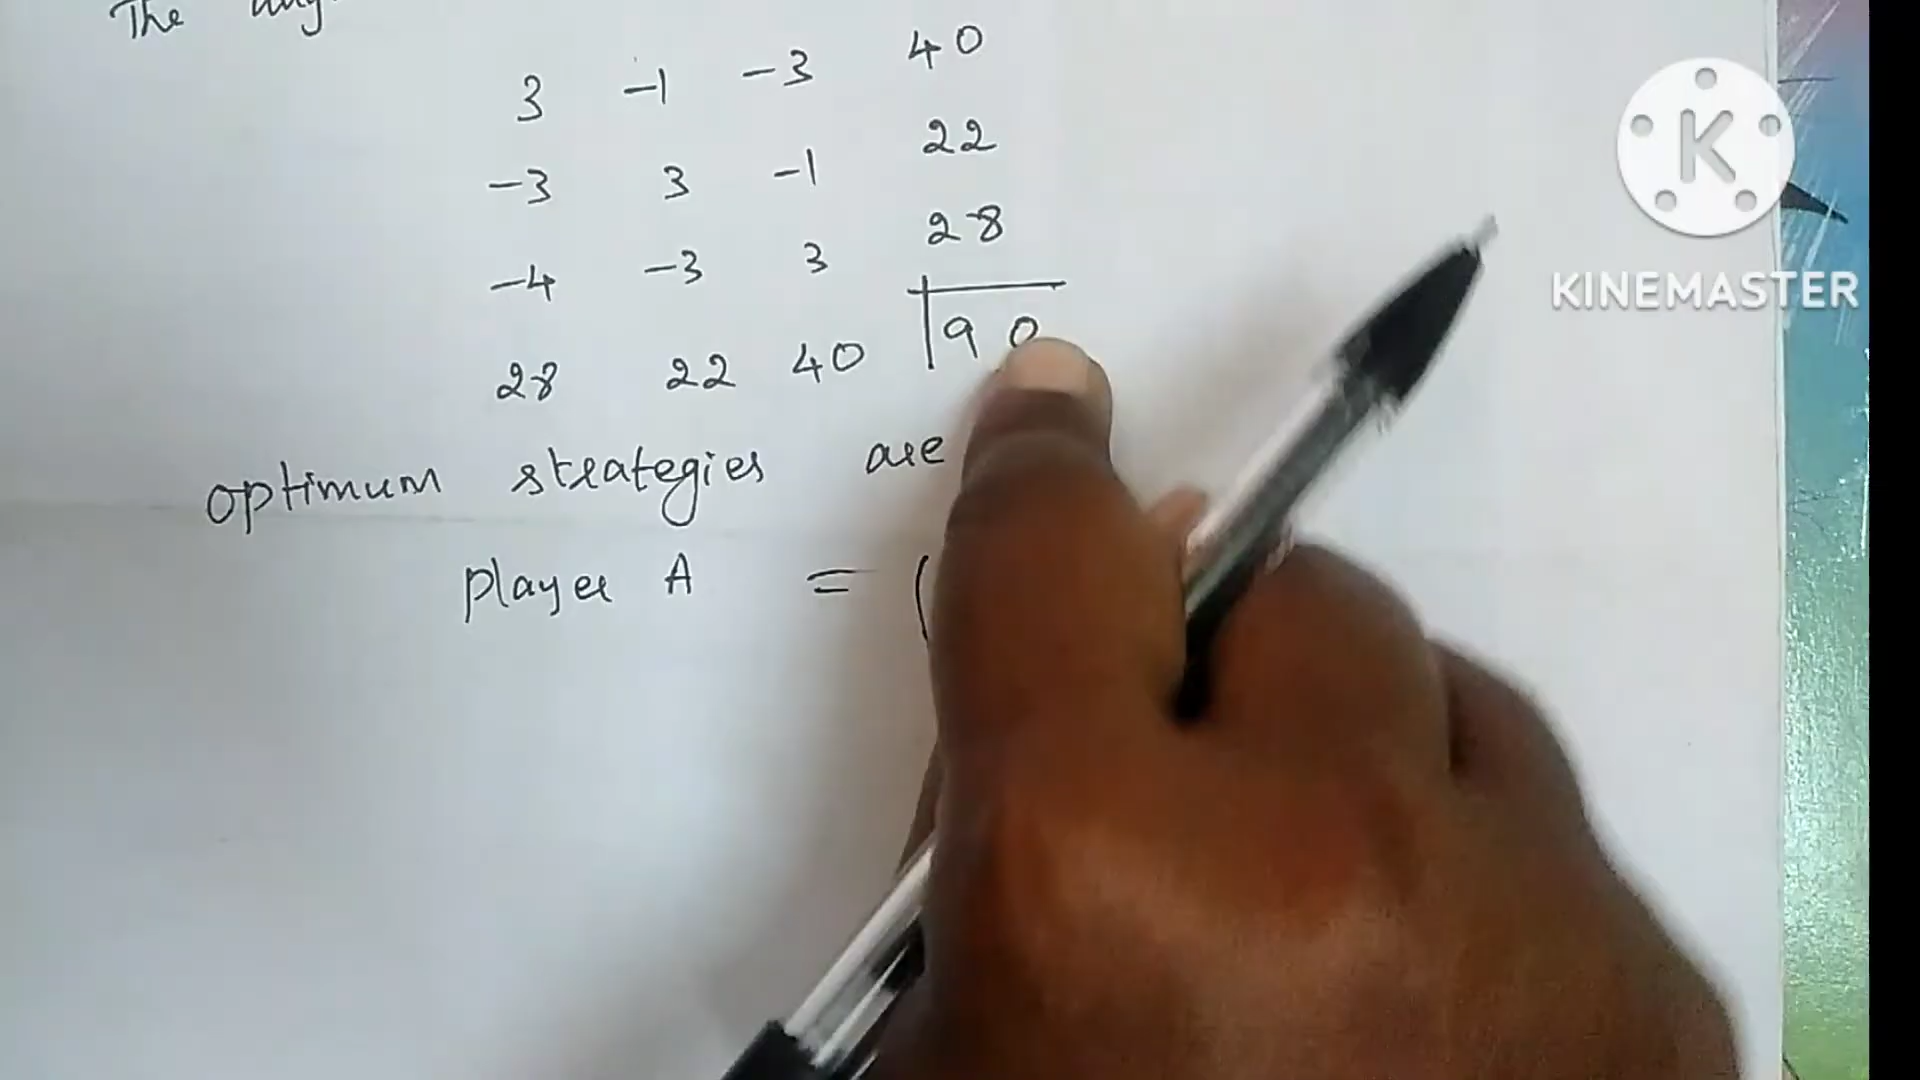 The
3 -1 -3 40
-3 3 -1 22
-4 -3 3 28
28 22 40 90
optimum strategies are
player A = (
KINEMASTER